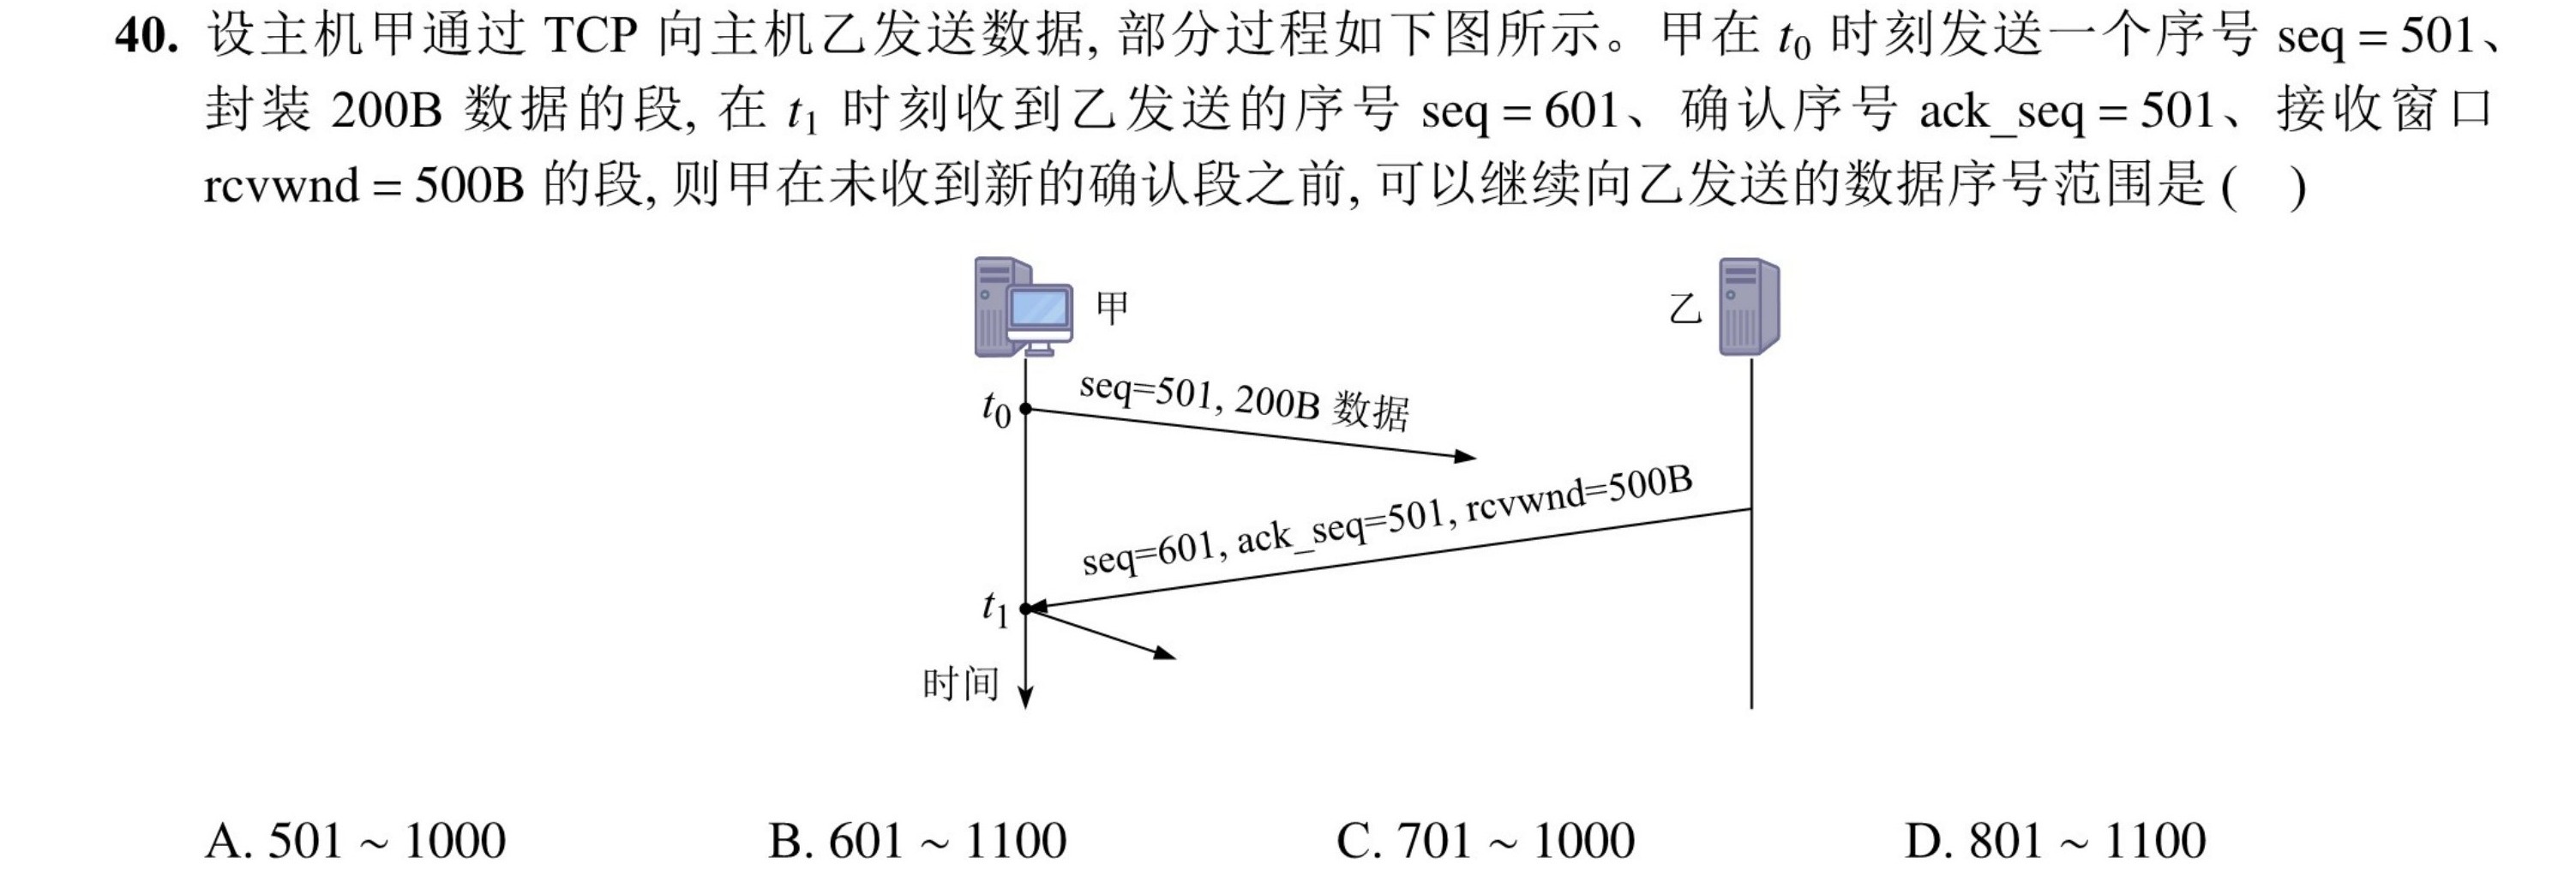 40. 设主机甲通过 TCP 向主机乙发送数据, 部分过程如下图所示。甲在 t0 时刻发送一个序号 seq = 501、
封装 200B 数据的段, 在 t1 时刻收到乙发送的序号 seq = 601、确认序号 ack_seq = 501、接收窗口
rcvwnd = 500B 的段, 则甲在未收到新的确认段之前, 可以继续向乙发送的数据序号范围是 ( )
甲
乙
t0
seq=501, 200B 数据
seq=601, ack_seq=501, rcvwnd=500B
t1
时间
A. 501 ~ 1000 B. 601 ~ 1100 C. 701 ~ 1000 D. 801 ~ 1100